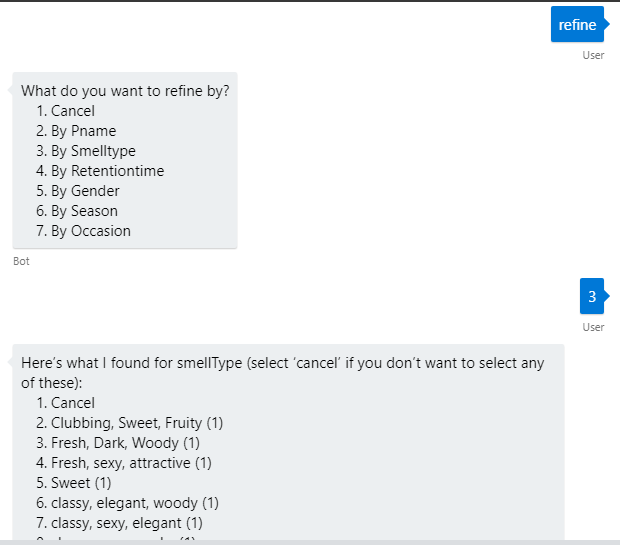 refine
User
What do you want to refine by?
1. Cancel
2. By Pname
3. By Smelltype
4. By Retentiontime
5. By Gender
6. By Season
7. By Occasion
Bot
3
User
Here's what I found for smellType (select 'cancel' if you don't want to select any
of these):
1. Cancel
2. Clubbing, Sweet, Fruity (1)
3. Fresh, Dark, Woody (1)
4. Fresh, sexy, attractive (1)
5. Sweet (1)
6. classy, elegant, woody (1)
7. classy, sexy, elegant (1)